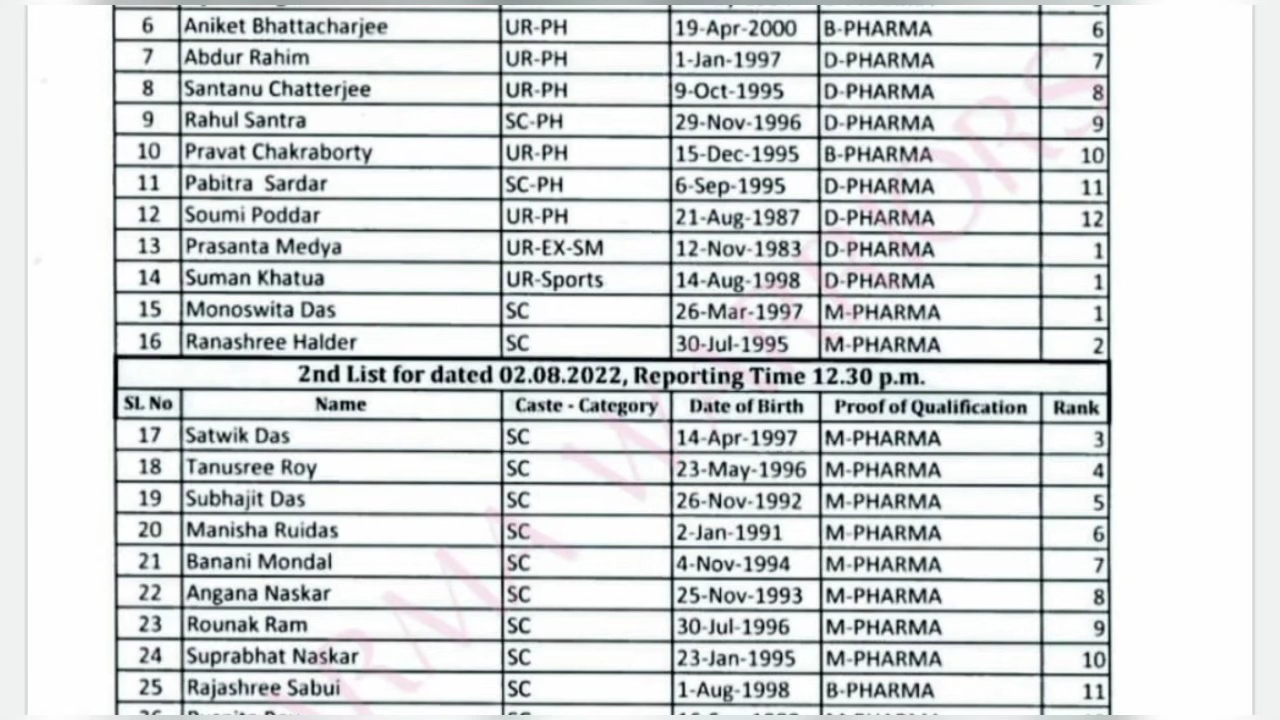 6 Aniket Bhattacharjee UR-PH 19-Apr-2000 B-PHARMA 6
7 Abdur Rahim UR-PH 1-Jan-1997 D-PHARMA 7
8 Santanu Chatterjee UR-PH 9-Oct-1995 D-PHARMA 8
9 Rahul Santra SC-PH 29-Nov-1996 D-PHARMA 9
10 Pravat Chakraborty UR-PH 15-Dec-1995 B-PHARMA 10
11 Pabitra Sardar SC-PH 6-Sep-1995 D-PHARMA 11
12 Soumi Poddar UR-PH 21-Aug-1987 D-PHARMA 12
13 Prasanta Medya UR-EX-SM 12-Nov-1983 D-PHARMA 1
14 Suman Khatua UR-Sports 14-Aug-1998 D-PHARMA 1
15 Monoswita Das SC 26-Mar-1997 M-PHARMA 1
16 Ranashree Halder SC 30-Jul-1995 M-PHARMA 2
2nd List for dated 02.08.2022, Reporting Time 12.30 p.m.
SL No Name Caste - Category Date of Birth Proof of Qualification Rank
17 Satwik Das SC 14-Apr-1997 M-PHARMA 3
18 Tanusree Roy SC 23-May-1996 M-PHARMA 4
19 Subhajit Das SC 26-Nov-1992 M-PHARMA 5
20 Manisha Ruidas SC 2-Jan-1991 M-PHARMA 6
21 Banani Mondal SC 4-Nov-1994 M-PHARMA 7
22 Angana Naskar SC 25-Nov-1993 M-PHARMA 8
23 Rounak Ram SC 30-Jul-1996 M-PHARMA 9
24 Suprabhat Naskar SC 23-Jan-1995 M-PHARMA 10
25 Rajashree Sabui SC 1-Aug-1998 B-PHARMA 11